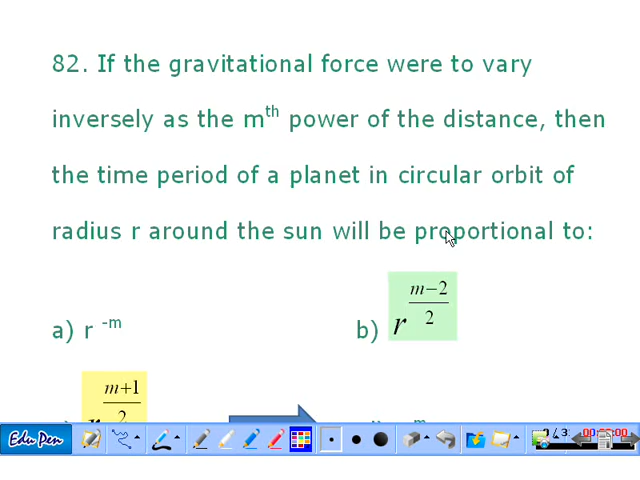 82. If the gravitational force were to vary
inversely as the mth power of the distance, then
the time period of a planet in circular orbit of
radius r around the sun will be proportional to:
a) r -m
b) r m-2/2
r m+1/2
m
Edu Pen
/ 3